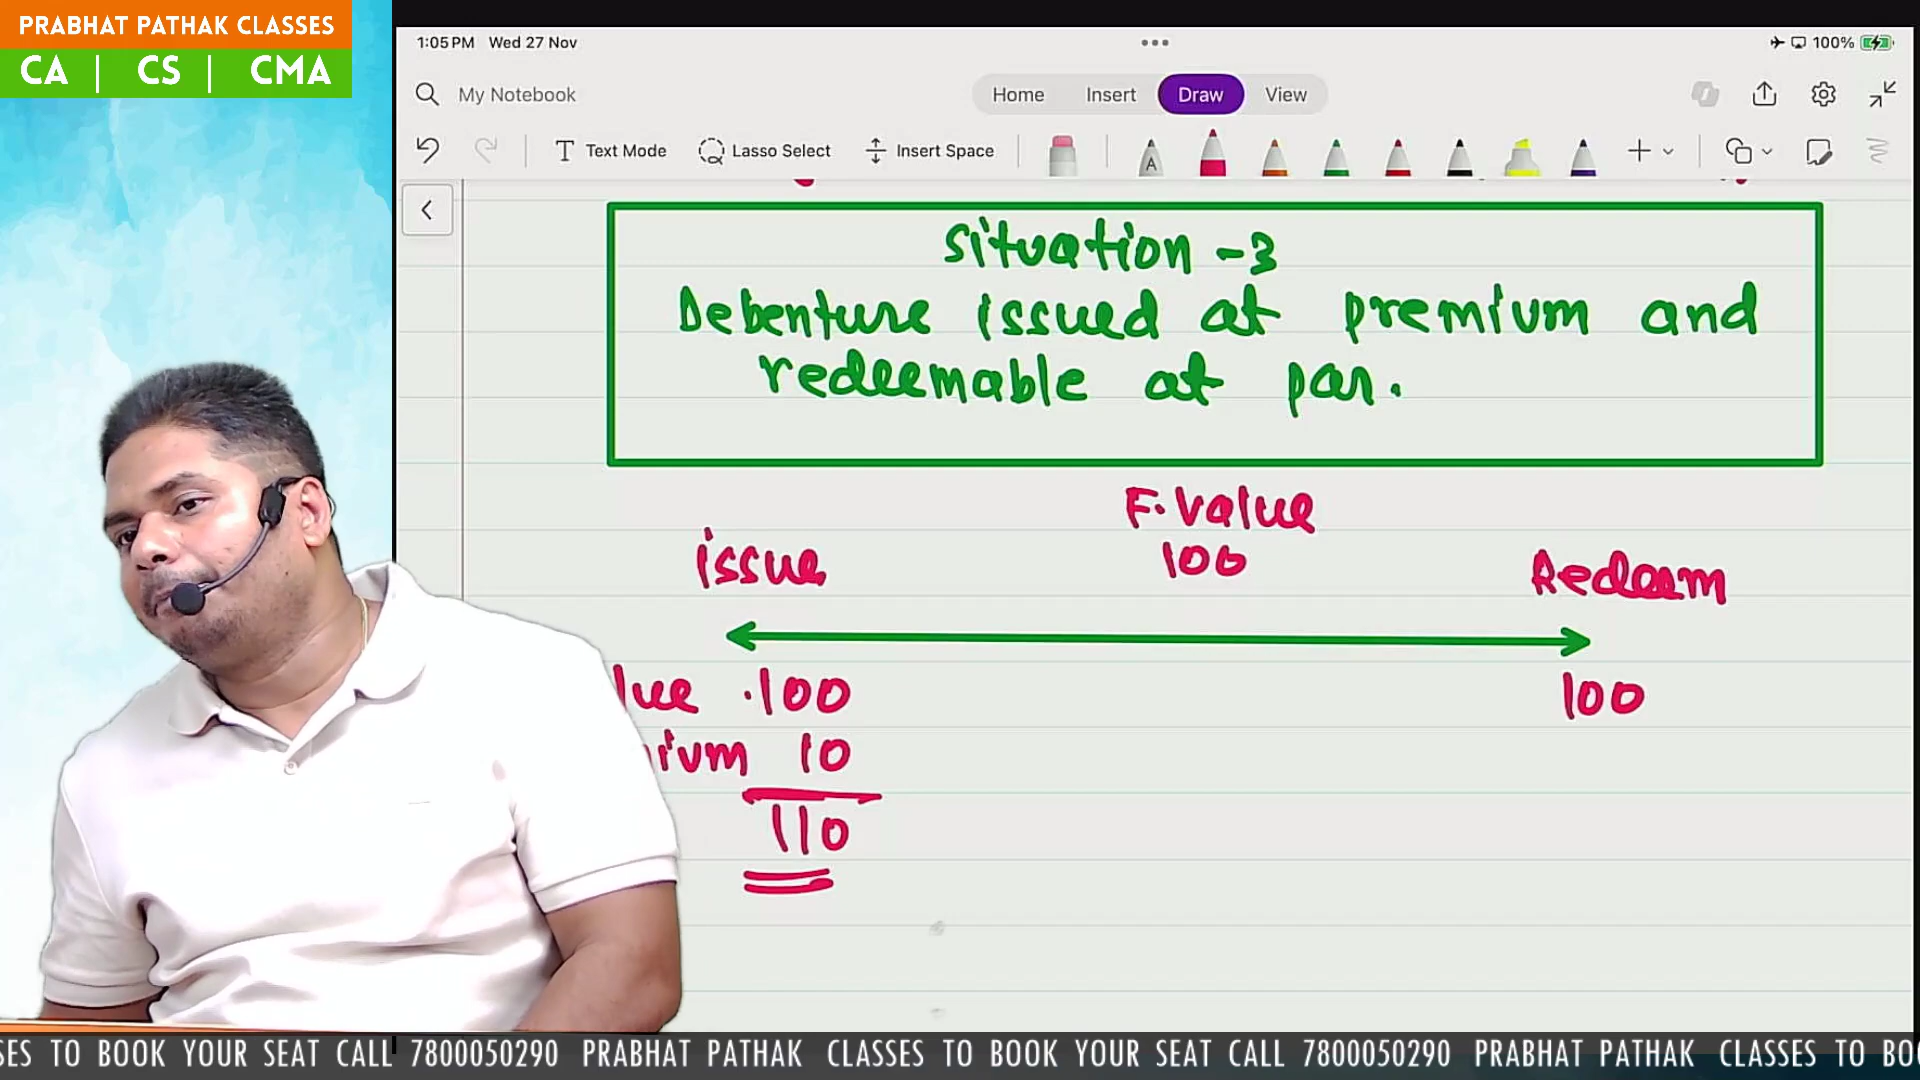 PRABHAT PATHAK CLASSES
CA | CS | CMA
1:05 PM Wed 27 Nov
100%
My Notebook
Home Insert Draw View
Text Mode Lasso Select Insert Space
A
Situation -3
Debenture issued at premium and
redeemable at par.
F. Value
100
issue
Redeem
lue 100
100
ium 10
110
SES TO BOOK YOUR SEAT CALL 7800050290 PRABHAT PATHAK CLASSES TO BOOK YOUR SEAT CALL 7800050290 PRABHAT PATHAK CLASSES TO BO